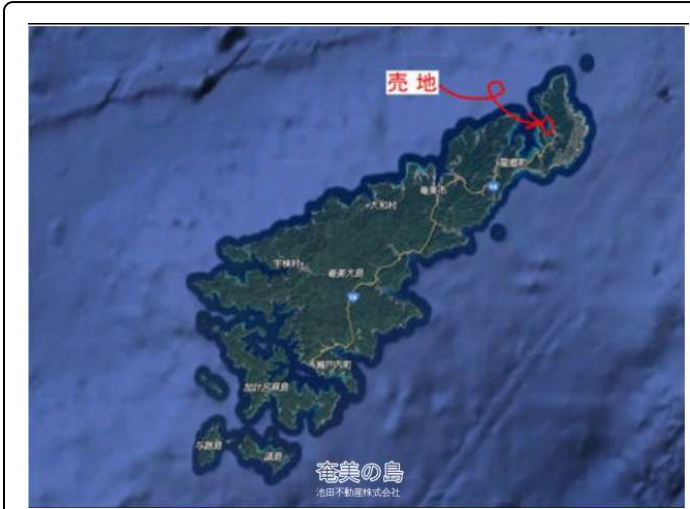 売地
龍郷町
奄美市
大和村
宇検村
奄美大島
瀬戸内町
加計呂麻島
与路島
請島
奄美の島
池田不動産株式会社